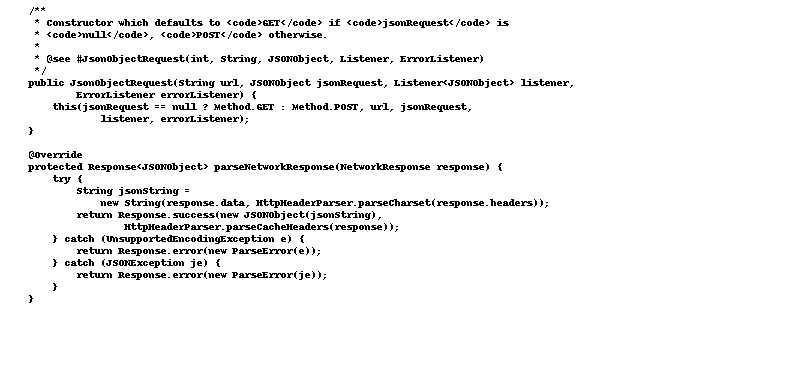 /**
 * Constructor which defaults to <code>GET</code> if <code>jsonRequest</code> is
 * <code>null</code>, <code>POST</code> otherwise.
 *
 * @see #JsonObjectRequest(int, String, JSONObject, Listener, ErrorListener)
 */
public JsonObjectRequest(String url, JSONObject jsonRequest, Listener<JSONObject> listener,
        ErrorListener errorListener) {
    this(jsonRequest == null ? Method.GET : Method.POST, url, jsonRequest,
            listener, errorListener);
}

@Override
protected Response<JSONObject> parseNetworkResponse(NetworkResponse response) {
    try {
        String jsonString =
            new String(response.data, HttpHeaderParser.parseCharset(response.headers));
        return Response.success(new JSONObject(jsonString),
                HttpHeaderParser.parseCacheHeaders(response));
    } catch (UnsupportedEncodingException e) {
        return Response.error(new ParseError(e));
    } catch (JSONException je) {
        return Response.error(new ParseError(je));
    }
}